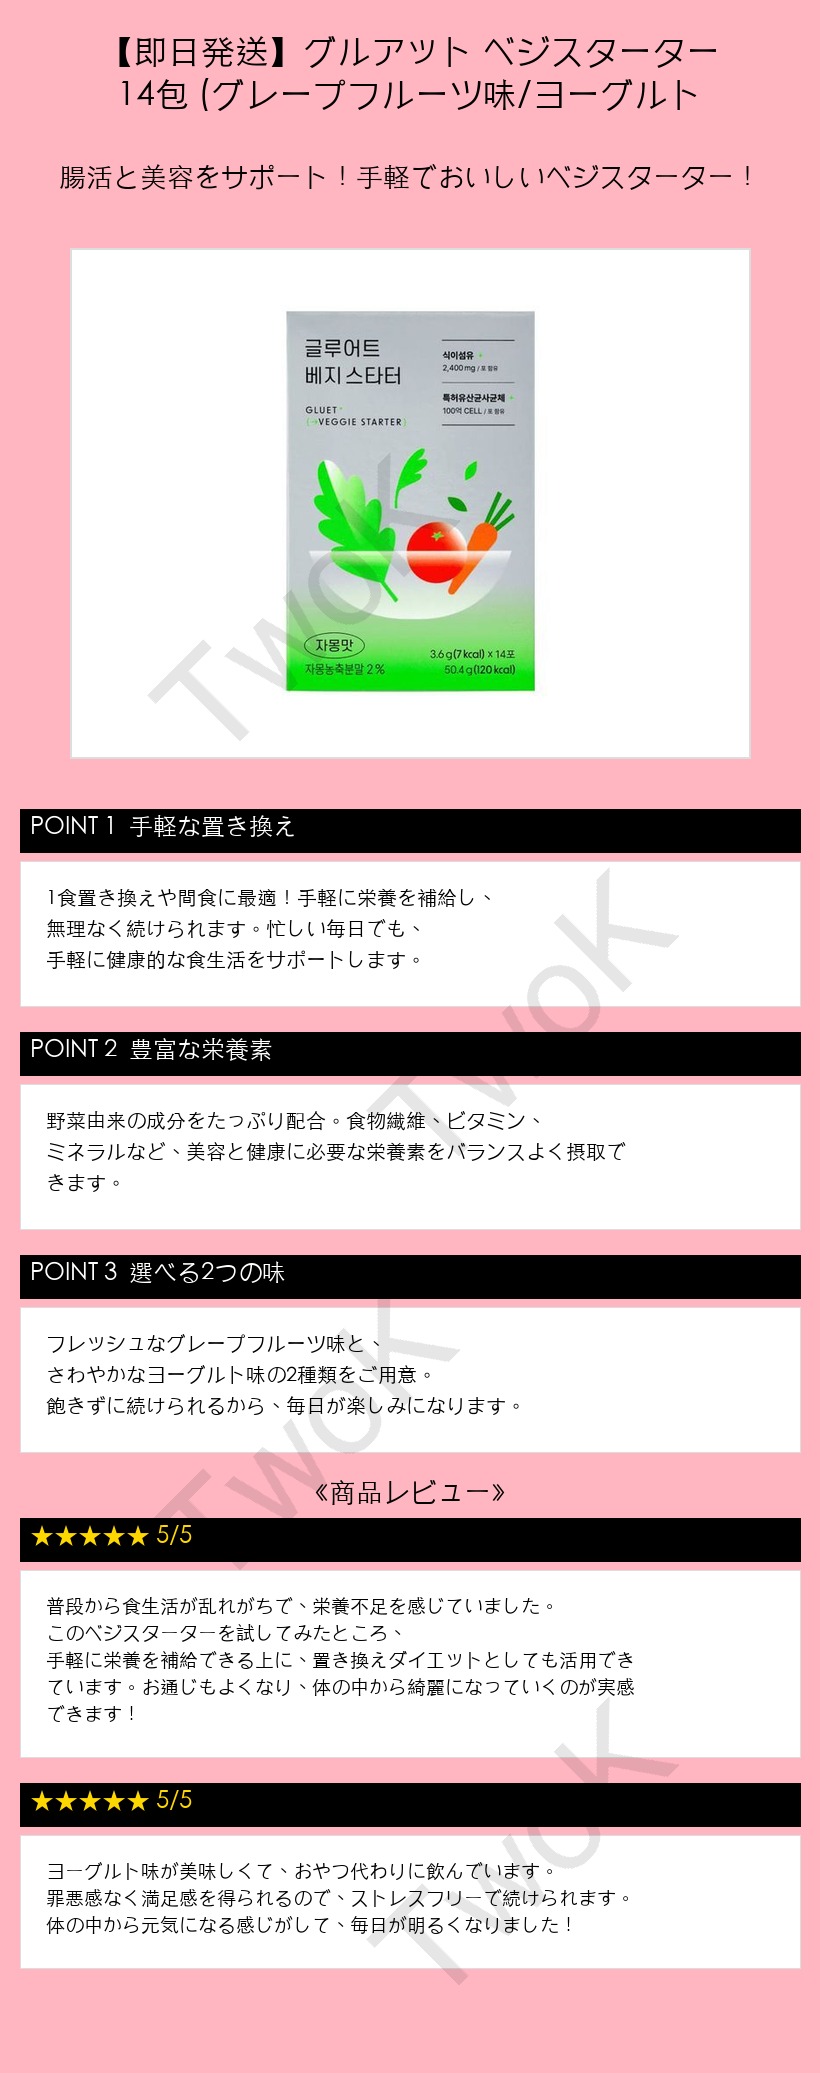 【即日発送】グルアット ベジスターター
14包 (グレープフルーツ味/ヨーグルト
腸活と美容をサポート！手軽でおいしいベジスターター！
글루어트
베지 스타터
GLUET+
(→VEGGIE STARTER)
식이섬유 +
2,400 mg / 포 함유
특허유산균사균체 +
100억 CELL / 포 함유
자몽맛
자몽농축분말 2 %
3.6 g(7 kcal) x 14포
50.4 g(120 kcal)
TwoK
POINT 1 手軽な置き換え
1食置き換えや間食に最適！手軽に栄養を補給し、
無理なく続けられます。忙しい毎日でも、
手軽に健康的な食生活をサポートします。
TwoK
POINT 2 豊富な栄養素
野菜由来の成分をたっぷり配合。食物繊維、ビタミン、
ミネラルなど、美容と健康に必要な栄養素をバランスよく摂取で
きます。
POINT 3 選べる2つの味
フレッシュなグレープフルーツ味と、
さわやかなヨーグルト味の2種類をご用意。
飽きずに続けられるから、毎日が楽しみになります。
TwoK
《商品レビュー》
★★★★★ 5/5
普段から食生活が乱れがちで、栄養不足を感じていました。
このベジスターターを試してみたところ、
手軽に栄養を補給できる上に、置き換えダイエットとしても活用でき
ています。お通じもよくなり、体の中から綺麗になっていくのが実感
できます！
★★★★★ 5/5
ヨーグルト味が美味しくて、おやつ代わりに飲んでいます。
罪悪感なく満足感を得られるので、ストレスフリーで続けられます。
体の中から元気になる感じがして、毎日が明るくなりました！
TwoK